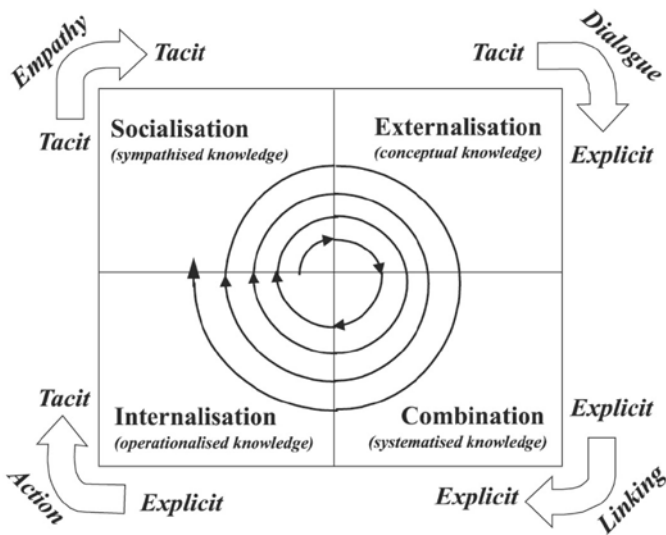 Empathy
Tacit
Tacit
Tacit
Dialogue
Explicit
Socialisation
(sympathised knowledge)
Externalisation
(conceptual knowledge)
Tacit
Internalisation
(operationalised knowledge)
Action
Explicit
Combination
(systematised knowledge)
Explicit
Explicit
Linking